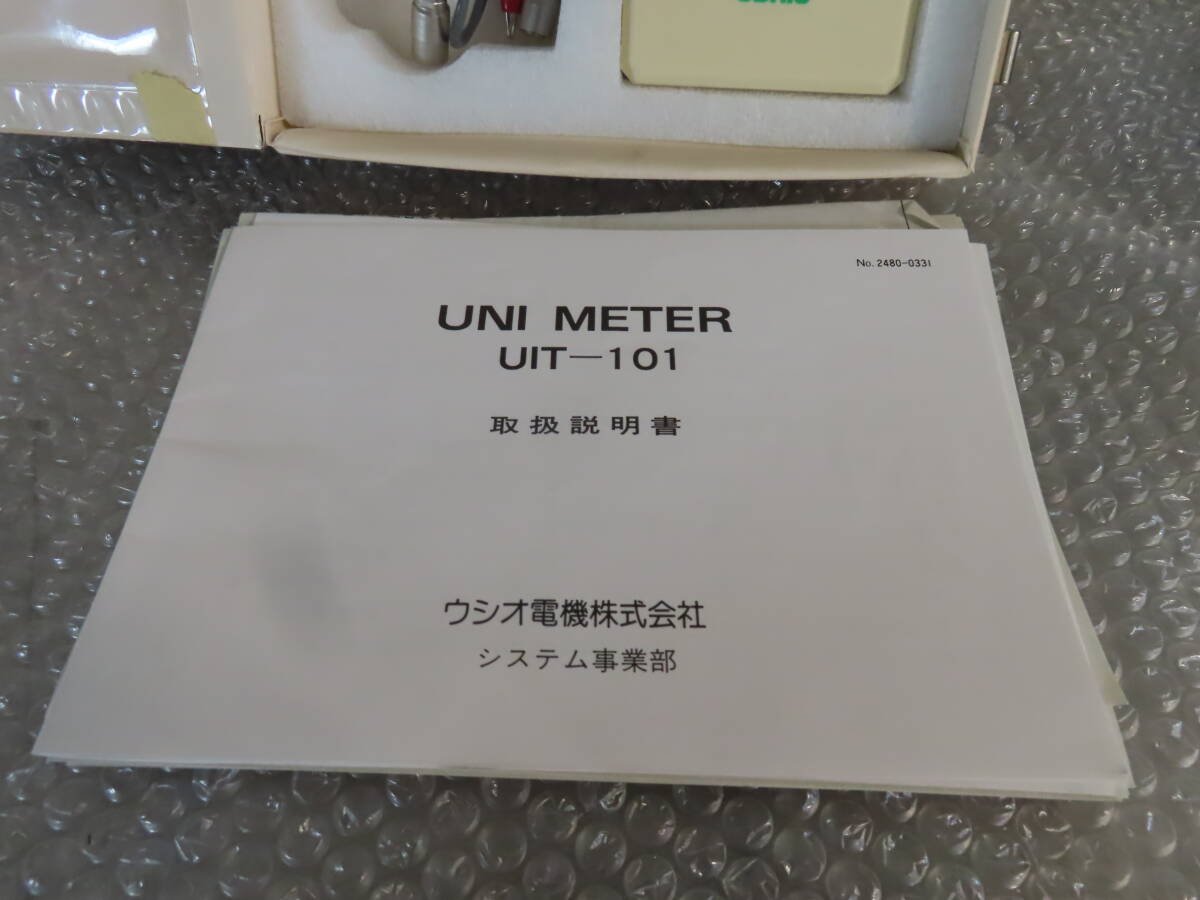 No. 2480-0331
UNI METER
UIT-101
取扱説明書
ウシオ電機株式会社
システム事業部